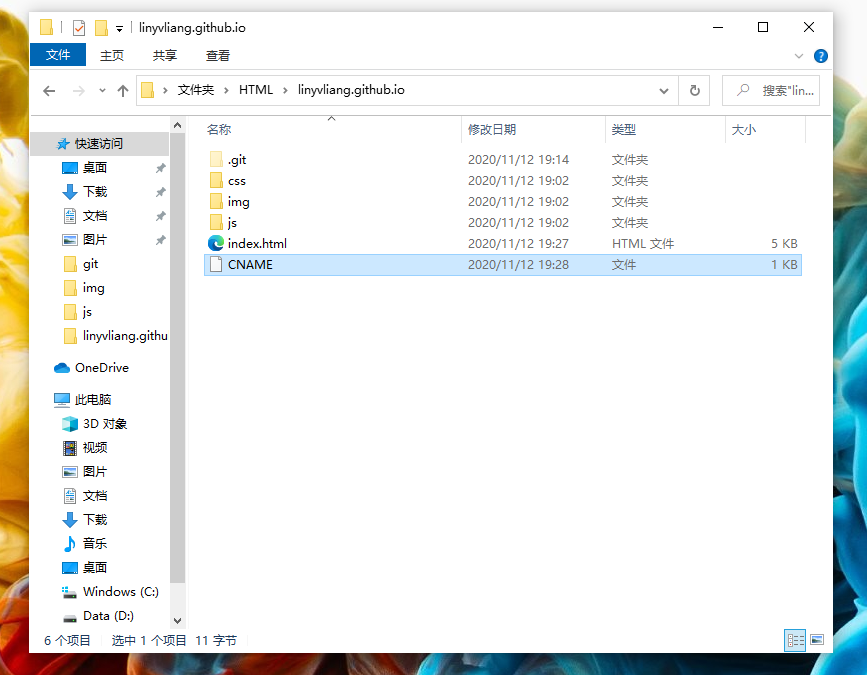 linyvliang.github.io
文件 主页 共享 查看
文件夹 HTML linyvliang.github.io 搜索"lin...
名称 修改日期 类型 大小
快速访问
桌面
下载
文档
图片
git
img
js
linyvliang.githu
OneDrive
此电脑
3D 对象
视频
图片
文档
下载
音乐
桌面
Windows (C:)
Data (D:)
.git 2020/11/12 19:14 文件夹
css 2020/11/12 19:02 文件夹
img 2020/11/12 19:02 文件夹
js 2020/11/12 19:02 文件夹
index.html 2020/11/12 19:27 HTML 文件 5 KB
CNAME 2020/11/12 19:28 文件 1 KB
6 个项目 选中 1 个项目 11 字节